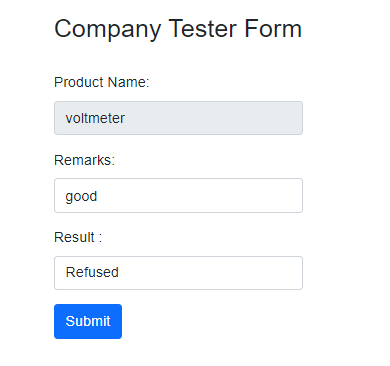 Company Tester Form
Product Name:
voltmeter
Remarks:
good
Result :
Refused
Submit